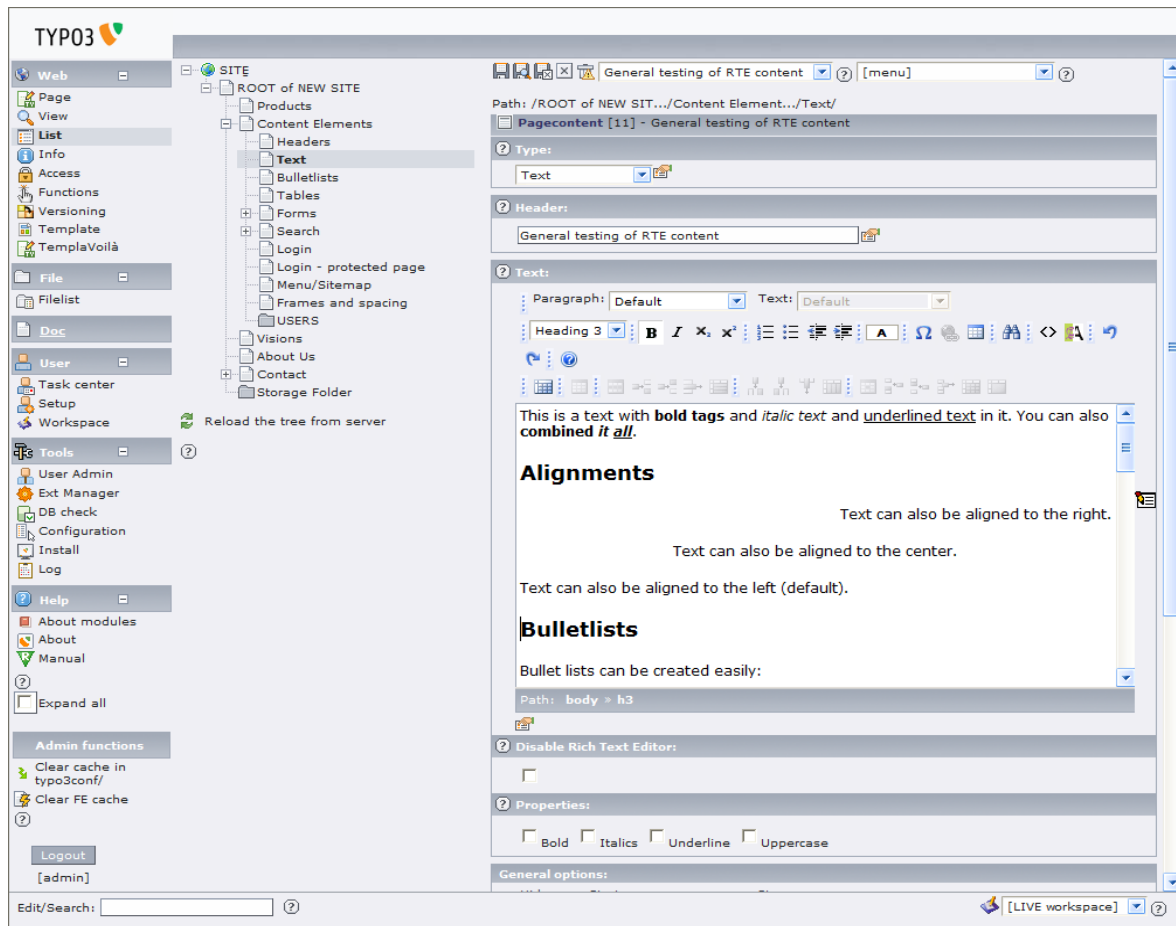 TYPO3
Web
Page
View
List
Info
Access
Functions
Versioning
Template
TemplaVoilà
File
Filelist
Doc
User
Task center
Setup
Workspace
Tools
User Admin
Ext Manager
DB check
Configuration
Install
Log
Help
About modules
About
Manual
Expand all
Admin functions
Clear cache in
typo3conf/
Clear FE cache
Logout
[admin]
SITE
ROOT of NEW SITE
Products
Content Elements
Headers
Text
Bulletlists
Tables
Forms
Search
Login
Login - protected page
Menu/Sitemap
Frames and spacing
USERS
Visions
About Us
Contact
Storage Folder
Reload the tree from server
General testing of RTE content [menu]
Path: /ROOT of NEW SIT.../Content Element.../Text/
Pagecontent [11] - General testing of RTE content
Type:
Text
Header:
General testing of RTE content
Text:
Paragraph: Default Text: Default
Heading 3 B I x₂ x² A Ω <>
This is a text with bold tags and italic text and underlined text in it. You can also
combined it all.
Alignments
Text can also be aligned to the right.
Text can also be aligned to the center.
Text can also be aligned to the left (default).
Bulletlists
Bullet lists can be created easily:
Path: body » h3
Disable Rich Text Editor:
Properties:
Bold Italics Underline Uppercase
General options:
Edit/Search:
[LIVE workspace]